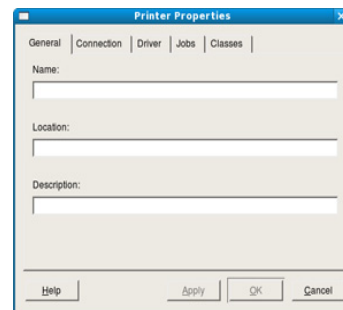 Printer Properties
General Connection Driver Jobs Classes
Name:
Location:
Description:
Help Apply OK Cancel